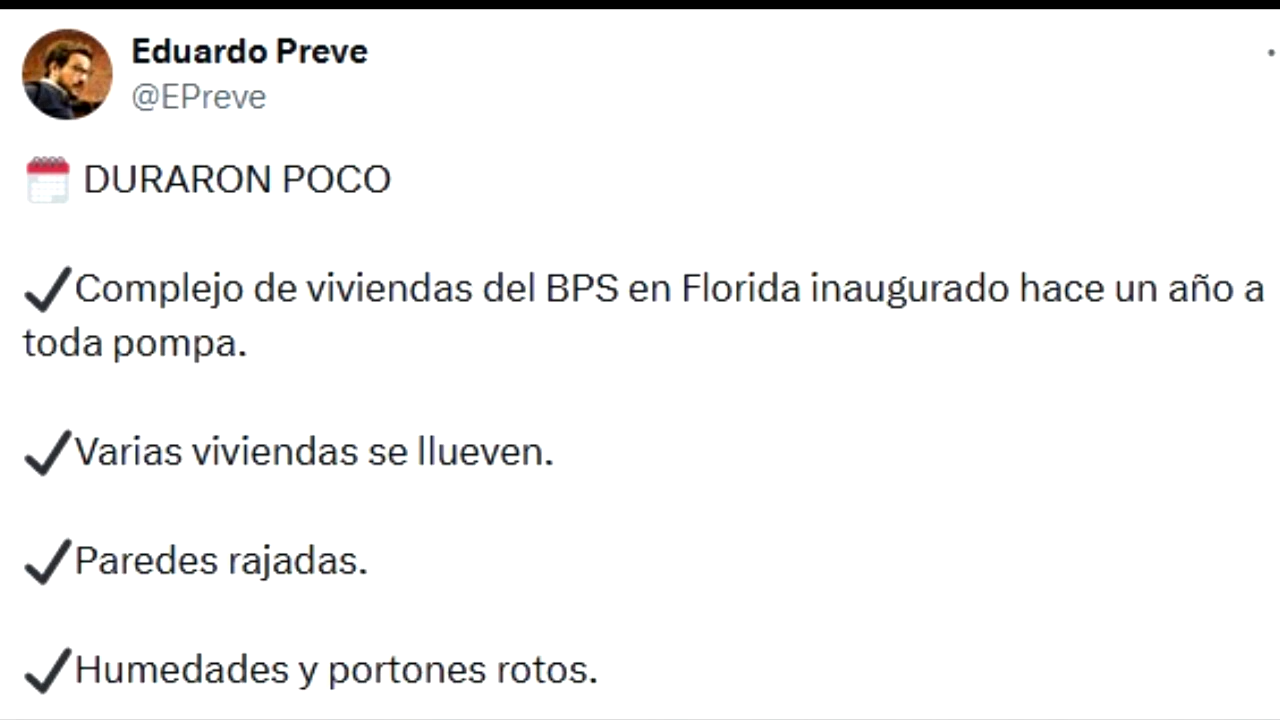 Eduardo Preve
@EPreve
🗓️ DURARON POCO
✔️Complejo de viviendas del BPS en Florida inaugurado hace un año a
toda pompa.
✔️Varias viviendas se llueven.
✔️Paredes rajadas.
✔️Humedades y portones rotos.